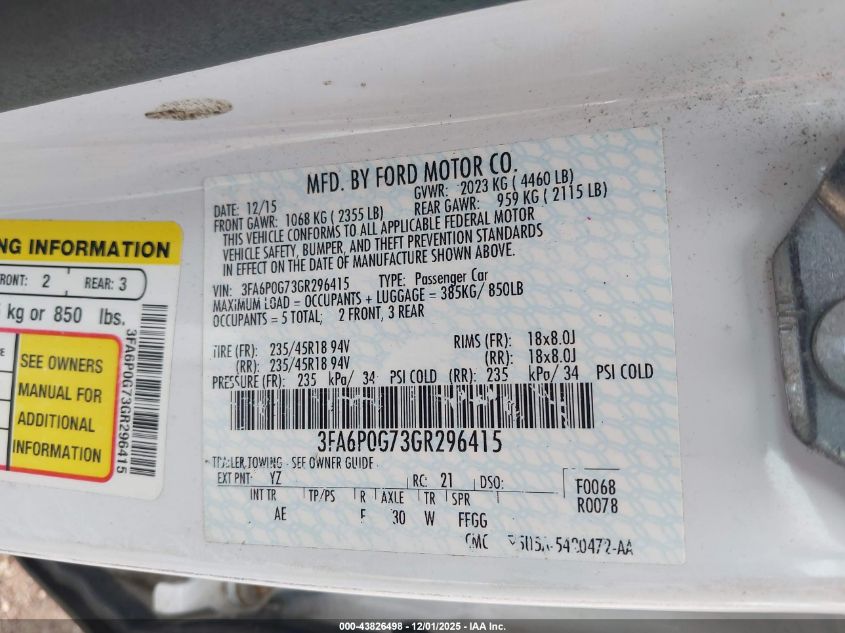 MFD. BY FORD MOTOR CO.
DATE: 12/15
GVWR: 2023 KG ( 4460 LB)
FRONT GAWR: 1068 KG ( 2355 LB)
REAR GAWR: 959 KG ( 2115 LB)
THIS VEHICLE CONFORMS TO ALL APPLICABLE FEDERAL MOTOR
VEHICLE SAFETY, BUMPER, AND THEFT PREVENTION STANDARDS
IN EFFECT ON THE DATE OF MANUFACTURE SHOWN ABOVE.
VIN: 3FA6P0G73GR296415 TYPE: Passenger Car
MAXIMUM LOAD = OCCUPANTS + LUGGAGE = 385KG/ 850LB
OCCUPANTS = 5 TOTAL; 2 FRONT, 3 REAR
TIRE (FR): 235/45R18 94V RIMS (FR): 18x8.0J
(RR): 235/45R18 94V (RR): 18x8.0J
PRESSURE (FR): 235 kPa/ 34 PSI COLD (RR): 235 kPa/ 34 PSI COLD
3FA6P0G73GR296415
TRAILER TOWING - SEE OWNER GUIDE
EXT PNT: YZ RC: 21 DSO:
F0068
R0078
INT TR TP/PS R AXLE TR SPR
AE F 30 W FFGG
NG INFORMATION
FRONT: 2 REAR: 3
kg or 850 lbs.
SEE OWNERS
MANUAL FOR
ADDITIONAL
INFORMATION
3FA6P0G73GR296415
000-43826498 - 12/01/2025 - IAA Inc.